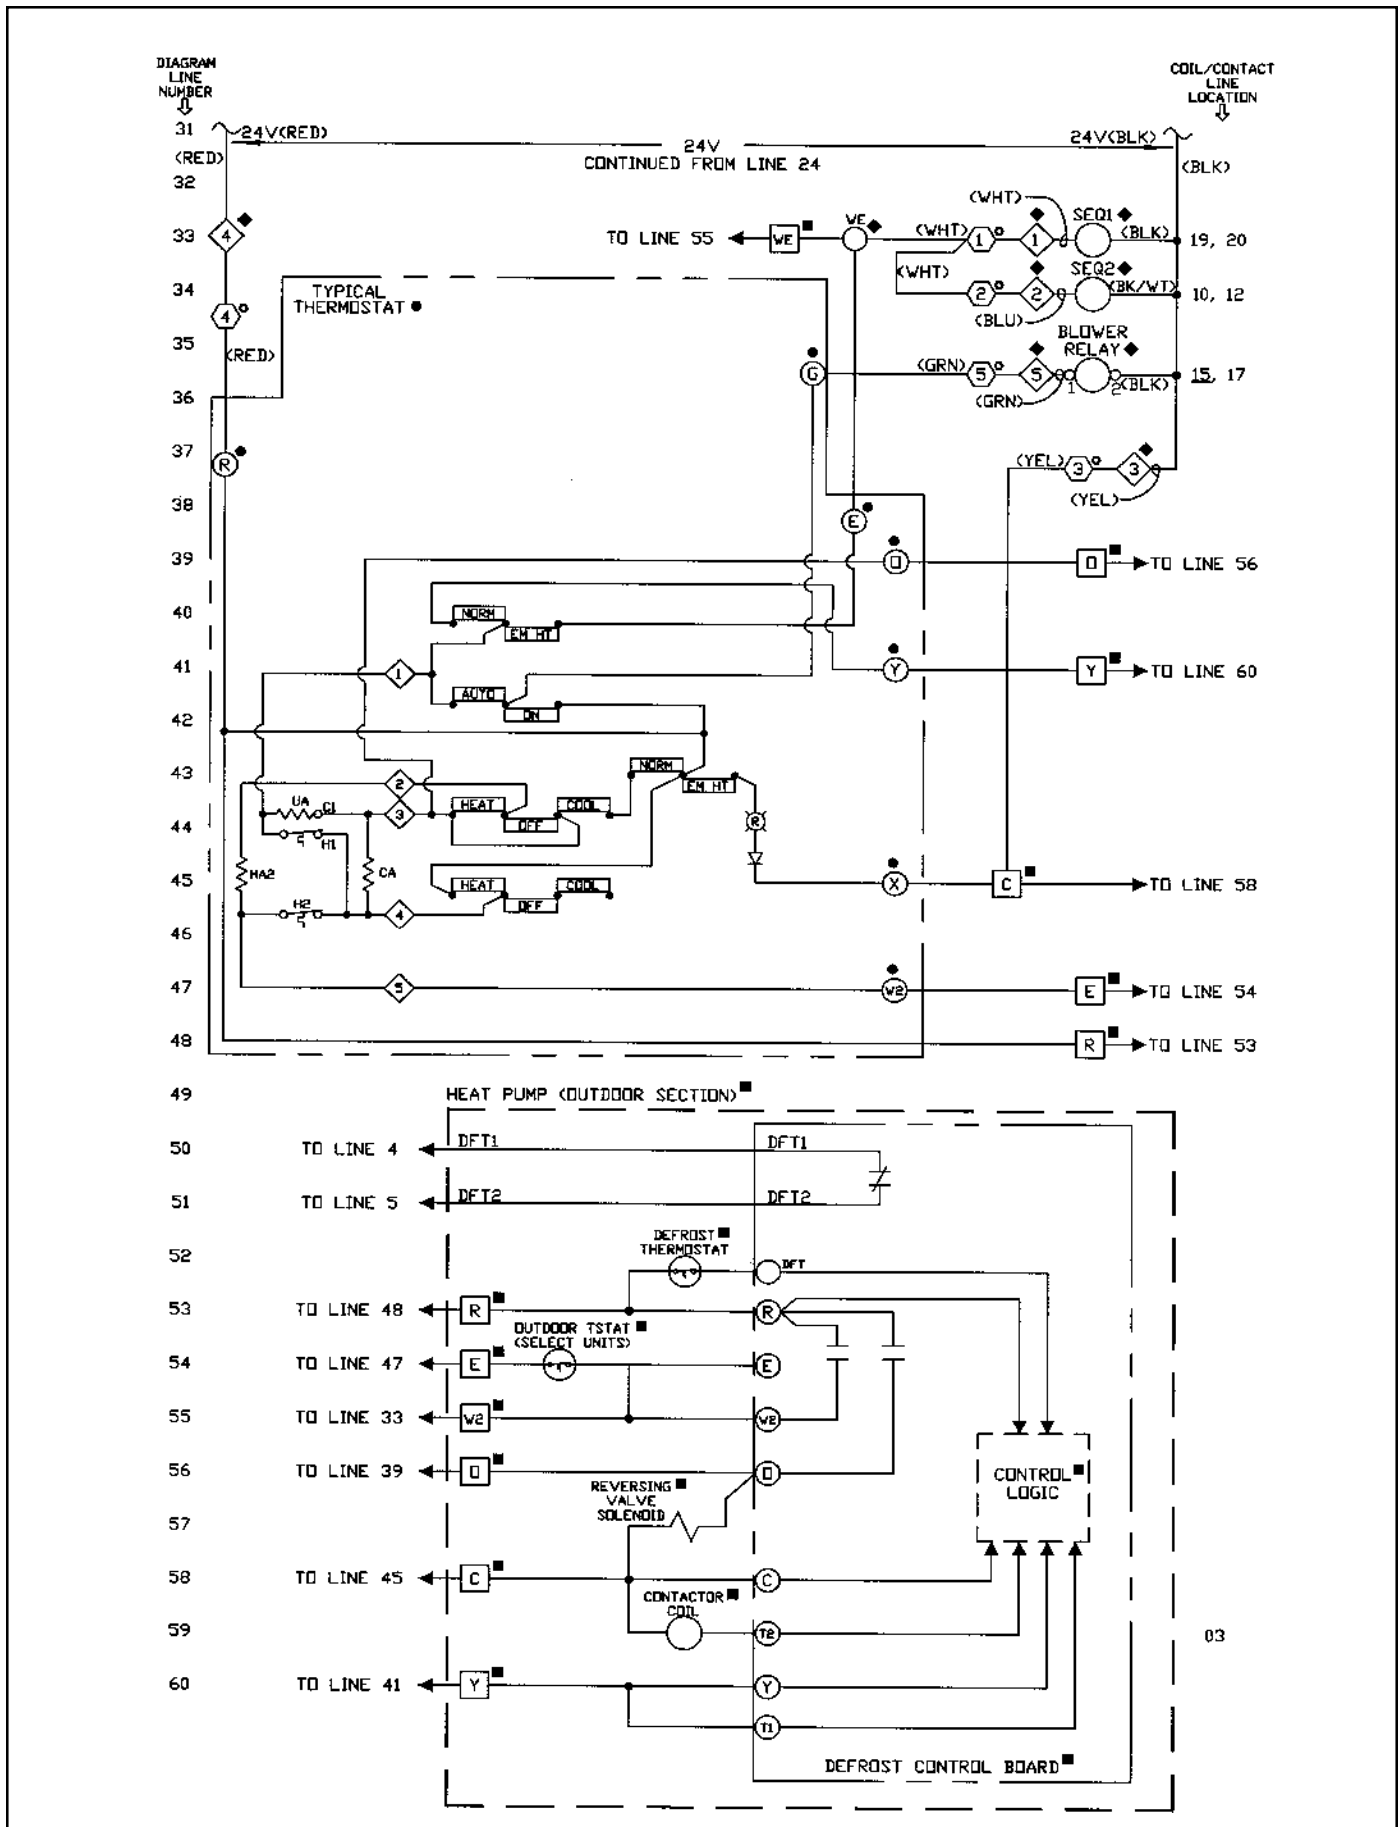 DIAGRAM
LINE
NUMBER
COIL/CONTACT
LINE
LOCATION
31 24V(RED) 24V 24V(BLK)
(RED) CONTINUED FROM LINE 24 (BLK)
32
(WHT) SEQ1
33 4 TO LINE 55 WE WE (WHT) 1 1 (BLK) 19, 20
(WHT) SEQ2
34 TYPICAL 2 2 (BK/WT) 10, 12
THERMOSTAT
4 (BLU)
BLOWER
35 RELAY
(RED)
G (GRN) 5 5 1 2 (BLK) 15, 17
(GRN)
36
37 R (YEL) 3 3
(YEL)
38
E
39 O O TO LINE 56
40 NORM
EM HT
41 1 Y Y TO LINE 60
AUTO
42 ON
43 NORM
EM HT
2
UA C1 3 HEAT COOL
44 OFF R
H1
HA2 CA
45 HEAT COOL X C TO LINE 58
OFF
H2 4
46
47 5 W2 E TO LINE 54
48 R TO LINE 53
49 HEAT PUMP (OUTDOOR SECTION)
50 TO LINE 4 DFT1 DFT1
51 TO LINE 5 DFT2 DFT2
DEFROST
THERMOSTAT
52 DFT
53 TO LINE 48 R R
OUTDOOR TSTAT
(SELECT UNITS)
54 TO LINE 47 E E
55 TO LINE 33 W2 W2
56 TO LINE 39 O O
CONTROL
LOGIC
REVERSING
VALVE
SOLENOID
57
58 TO LINE 45 C C
CONTACTOR
COIL
59 T2 03
60 TO LINE 41 Y Y
T1
DEFROST CONTROL BOARD